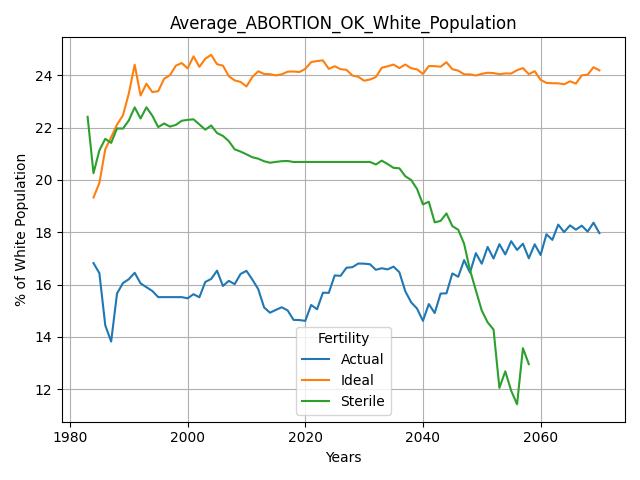 Average_ABORTION_OK_White_Population
% of White Population
24
22
20
18
16
14
12
Fertility
Actual
Ideal
Sterile
1980
2000
2020
2040
2060
Years